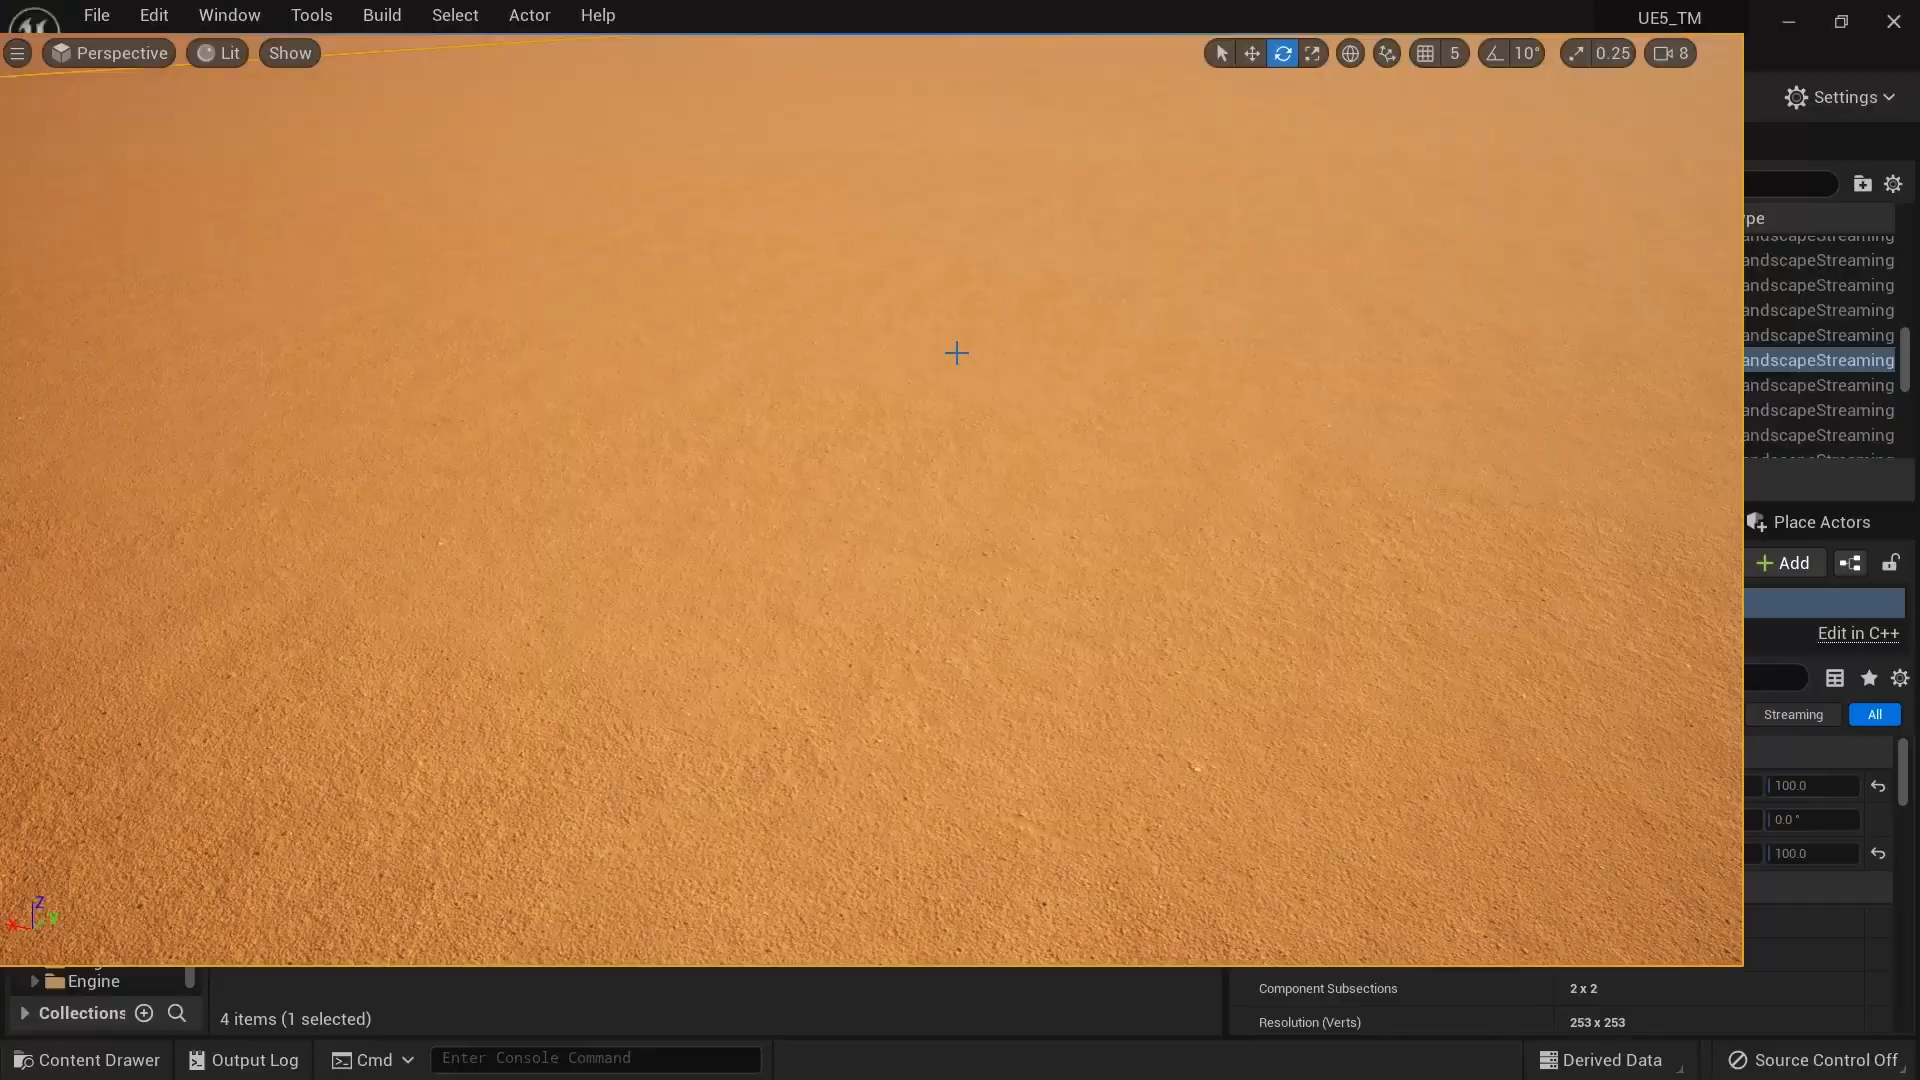 File Edit Window Tools Build Select Actor Help
UE5_TM
Perspective Lit Show
5 10° 0.25 8
Settings
ype
andscapeStreaming
andscapeStreaming
andscapeStreaming
andscapeStreaming
andscapeStreaming
andscapeStreaming
andscapeStreaming
andscapeStreaming
andscapeStreaming
Place Actors
Add
Edit in C++
Streaming All
100.0
0.0 °
100.0
Z
X Y
Engine
Component Subsections 2 x 2
Collections
4 items (1 selected)
Resolution (Verts) 253 x 253
Content Drawer Output Log Cmd Enter Console Command
Derived Data Source Control Off